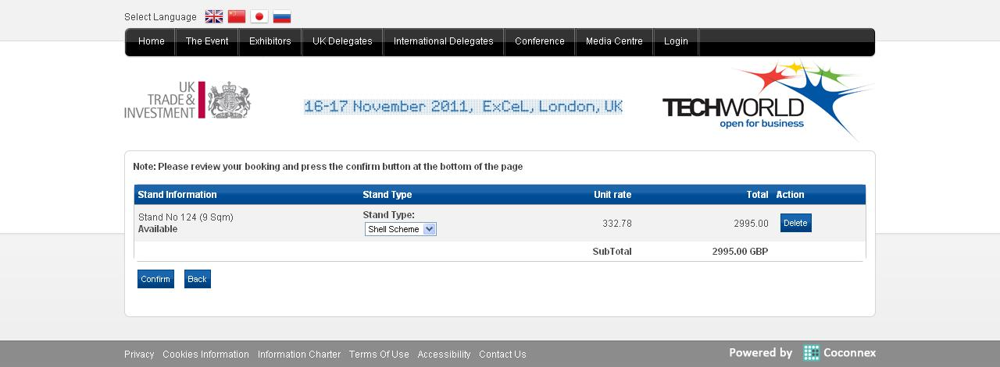 Select Language
Home The Event Exhibitors UK Delegates International Delegates Conference Media Centre Login
UK
TRADE &
INVESTMENT
16-17 November 2011, ExCeL, London, UK
TECHWORLD
open for business
Note: Please review your booking and press the confirm button at the bottom of the page
Stand Information Stand Type Unit rate Total Action
Stand No 124 (9 Sqm)
Available
Stand Type:
Shell Scheme
332.78 2995.00 Delete
SubTotal 2995.00 GBP
Confirm Back
Privacy Cookies Information Information Charter Terms Of Use Accessibility Contact Us
Powered by Coconnex